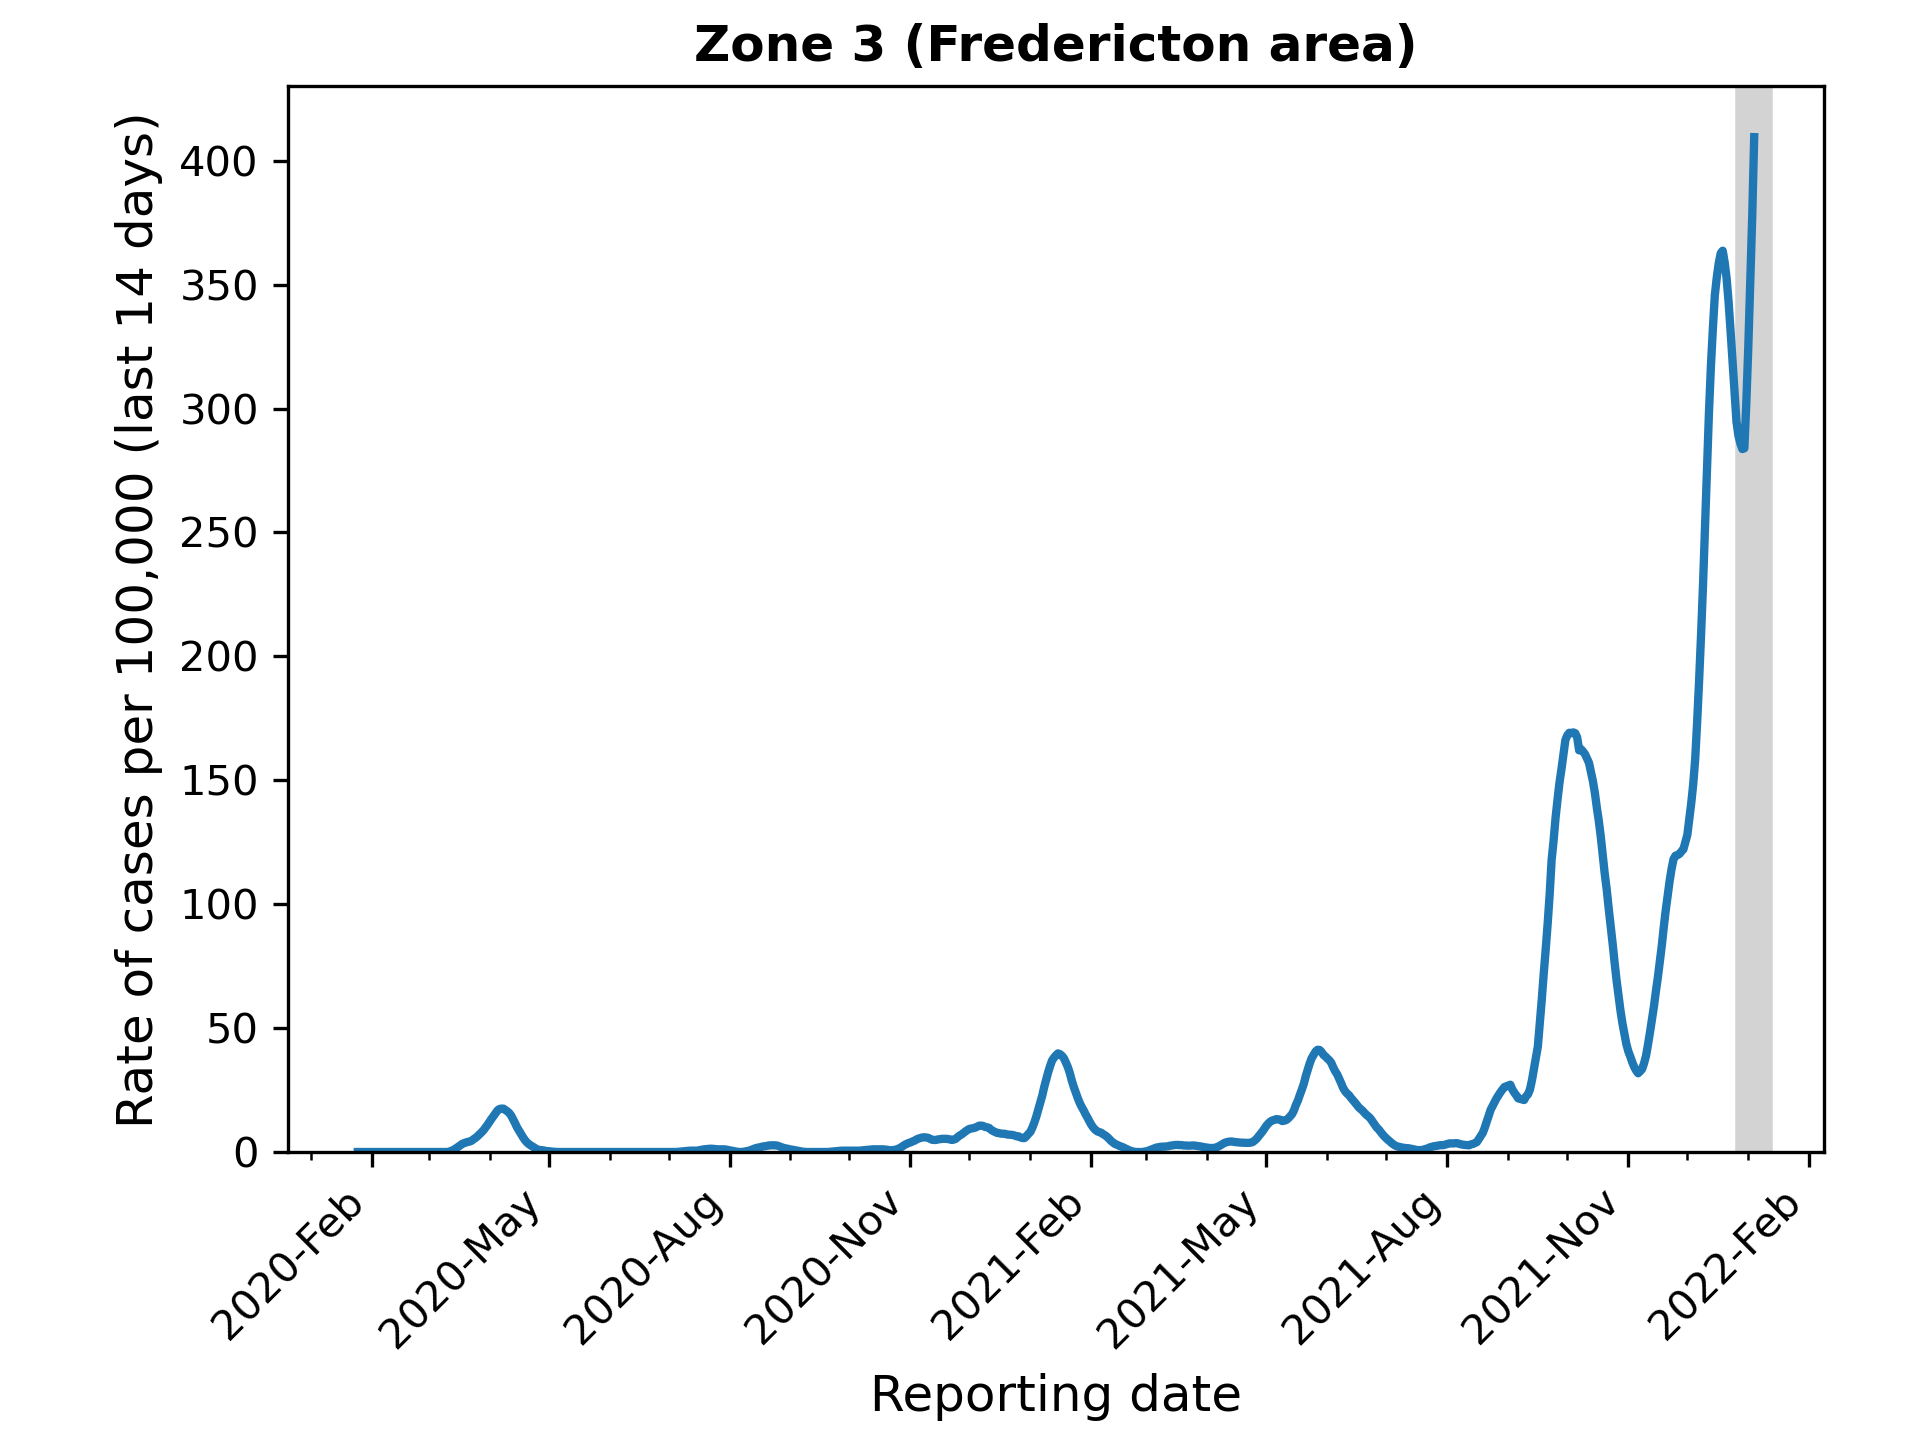 Zone 3 (Fredericton area)
Rate of cases per 100,000 (last 14 days)
400
350
300
250
200
150
100
50
0
2020-Feb
2020-May
2020-Aug
2020-Nov
2021-Feb
2021-May
2021-Aug
2021-Nov
2022-Feb
Reporting date